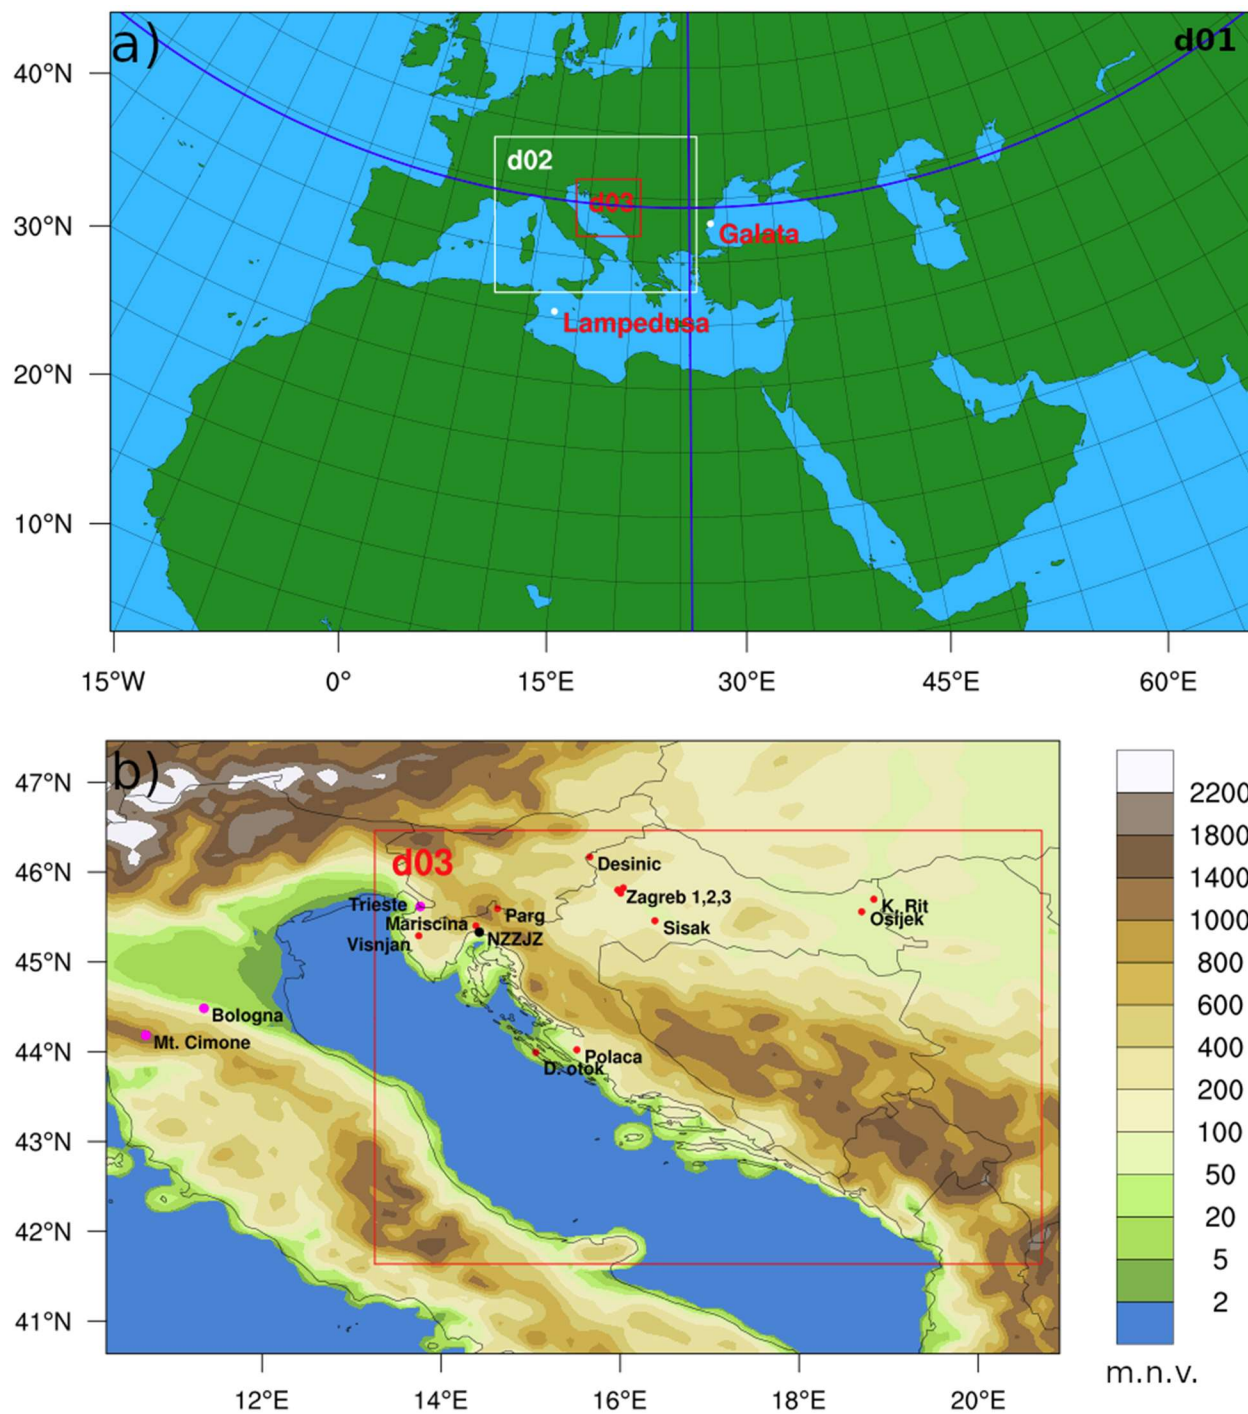 a)
d01
40°N
d02
d03
30°N
Galata
Lampedusa
20°N
10°N
15°W 0° 15°E 30°E 45°E 60°E
b)
47°N
2200
1800
46°N
d03
Desinic
1400
Trieste
Zagreb 1,2,3
K. Rit
1000
Mariscina
Parg
Osijek
Visnjan
NZZJZ
Sisak
800
45°N
600
Bologna
Mt. Cimone
400
44°N
Polaca
D. otok
200
43°N
100
50
42°N
20
5
41°N
2
m.n.v.
12°E 14°E 16°E 18°E 20°E